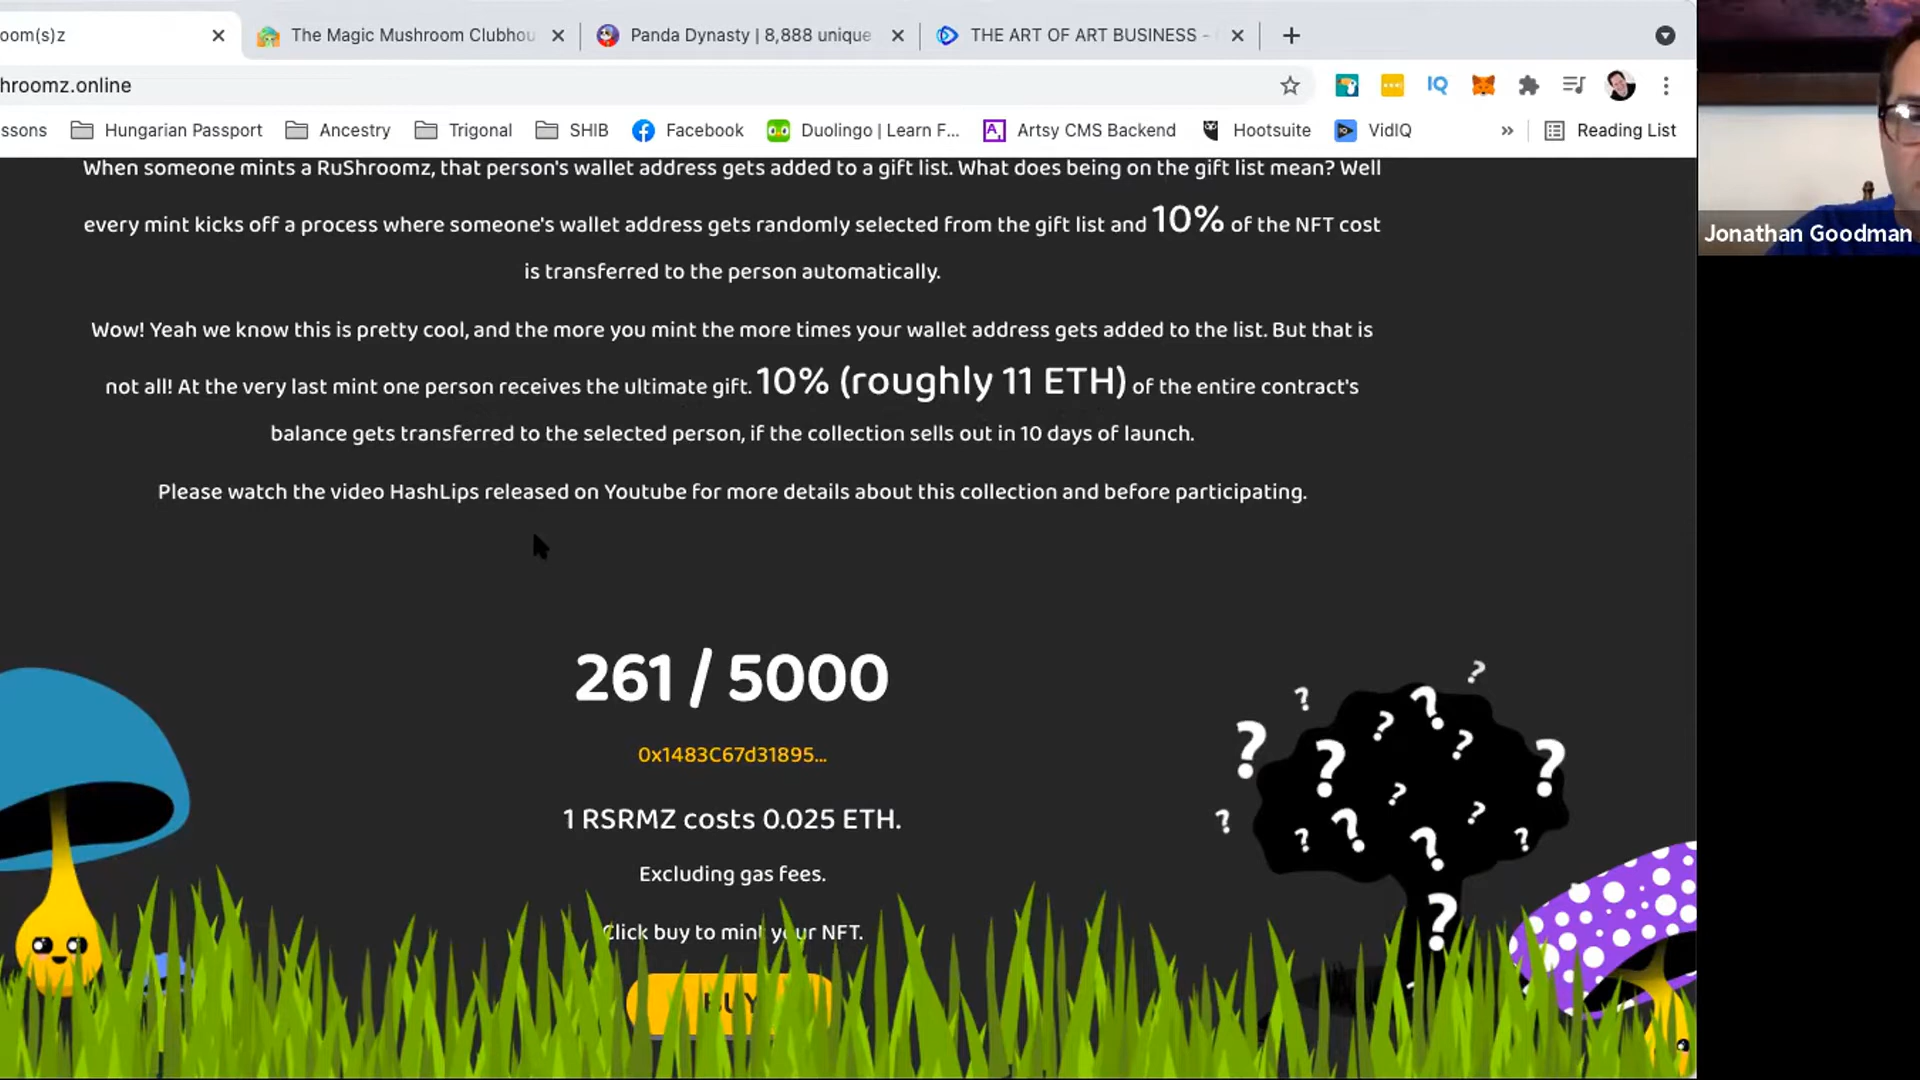 oom(s)z
The Magic Mushroom Clubhou
Panda Dynasty | 8,888 unique
THE ART OF ART BUSINESS -
hroomz.online
IQ
ssons
Hungarian Passport
Ancestry
Trigonal
SHIB
Facebook
Duolingo | Learn F...
A,
Artsy CMS Backend
Hootsuite
VidIQ
»
Reading List
When someone mints a RuShroomz, that person's wallet address gets added to a gift list. What does being on the gift list mean? Well
every mint kicks off a process where someone's wallet address gets randomly selected from the gift list and 10% of the NFT cost
is transferred to the person automatically.
Wow! Yeah we know this is pretty cool, and the more you mint the more times your wallet address gets added to the list. But that is
not all! At the very last mint one person receives the ultimate gift. 10% (roughly 11 ETH) of the entire contract's
balance gets transferred to the selected person, if the collection sells out in 10 days of launch.
Please watch the video HashLips released on Youtube for more details about this collection and before participating.
261 / 5000
0x1483C67d31895...
1 RSRMZ costs 0.025 ETH.
Excluding gas fees.
Click buy to mint your NFT.
BUY
Jonathan Goodman